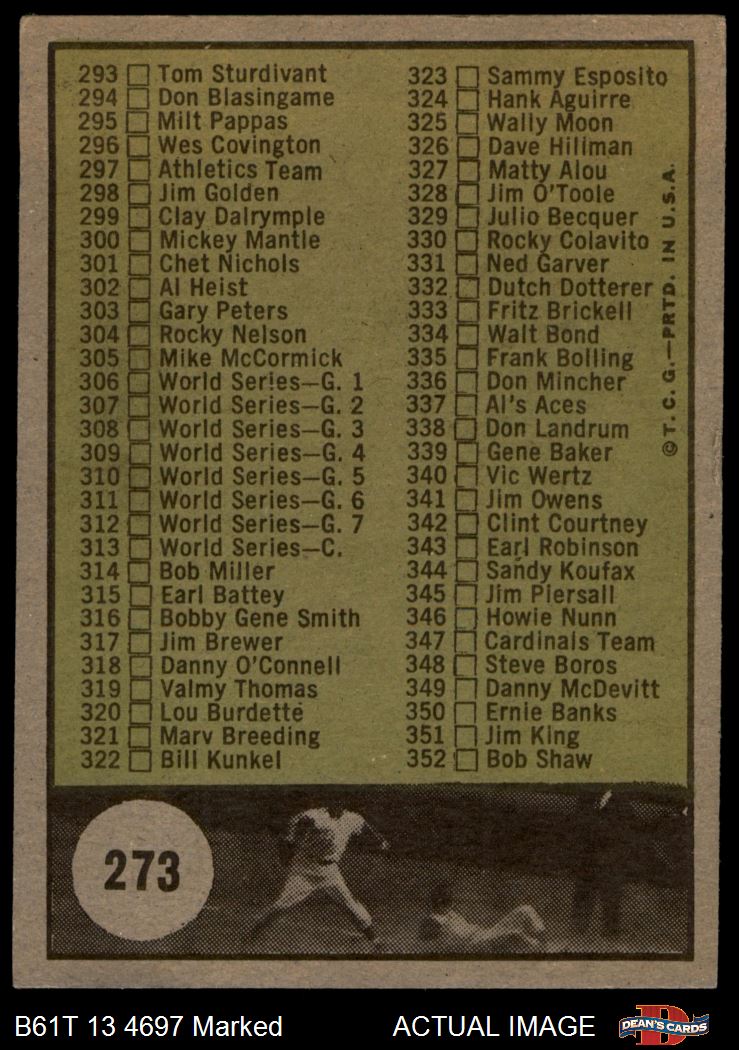 293 Tom Sturdivant
294 Don Blasingame
295 Milt Pappas
296 Wes Covington
297 Athletics Team
298 Jim Golden
299 Clay Dalrymple
300 Mickey Mantle
301 Chet Nichols
302 Al Heist
303 Gary Peters
304 Rocky Nelson
305 Mike McCormick
306 World Series—G. 1
307 World Series—G. 2
308 World Series—G. 3
309 World Series—G. 4
310 World Series—G. 5
311 World Series—G. 6
312 World Series—G. 7
313 World Series—C.
314 Bob Miller
315 Earl Battey
316 Bobby Gene Smith
317 Jim Brewer
318 Danny O'Connell
319 Valmy Thomas
320 Lou Burdette
321 Marv Breeding
322 Bill Kunkel
323 Sammy Esposito
324 Hank Aguirre
325 Wally Moon
326 Dave Hillman
327 Matty Alou
328 Jim O'Toole
329 Julio Becquer
330 Rocky Colavito
331 Ned Garver
332 Dutch Dotterer
333 Fritz Brickell
334 Walt Bond
335 Frank Bolling
336 Don Mincher
337 Al's Aces
338 Don Landrum
339 Gene Baker
340 Vic Wertz
341 Jim Owens
342 Clint Courtney
343 Earl Robinson
344 Sandy Koufax
345 Jim Piersall
346 Howie Nunn
347 Cardinals Team
348 Steve Boros
349 Danny McDevitt
350 Ernie Banks
351 Jim King
352 Bob Shaw
© T. C. G.—PRTD. IN U.S.A.
273
B61T 13 4697 Marked
ACTUAL IMAGE
D
DEAN'S CARDS